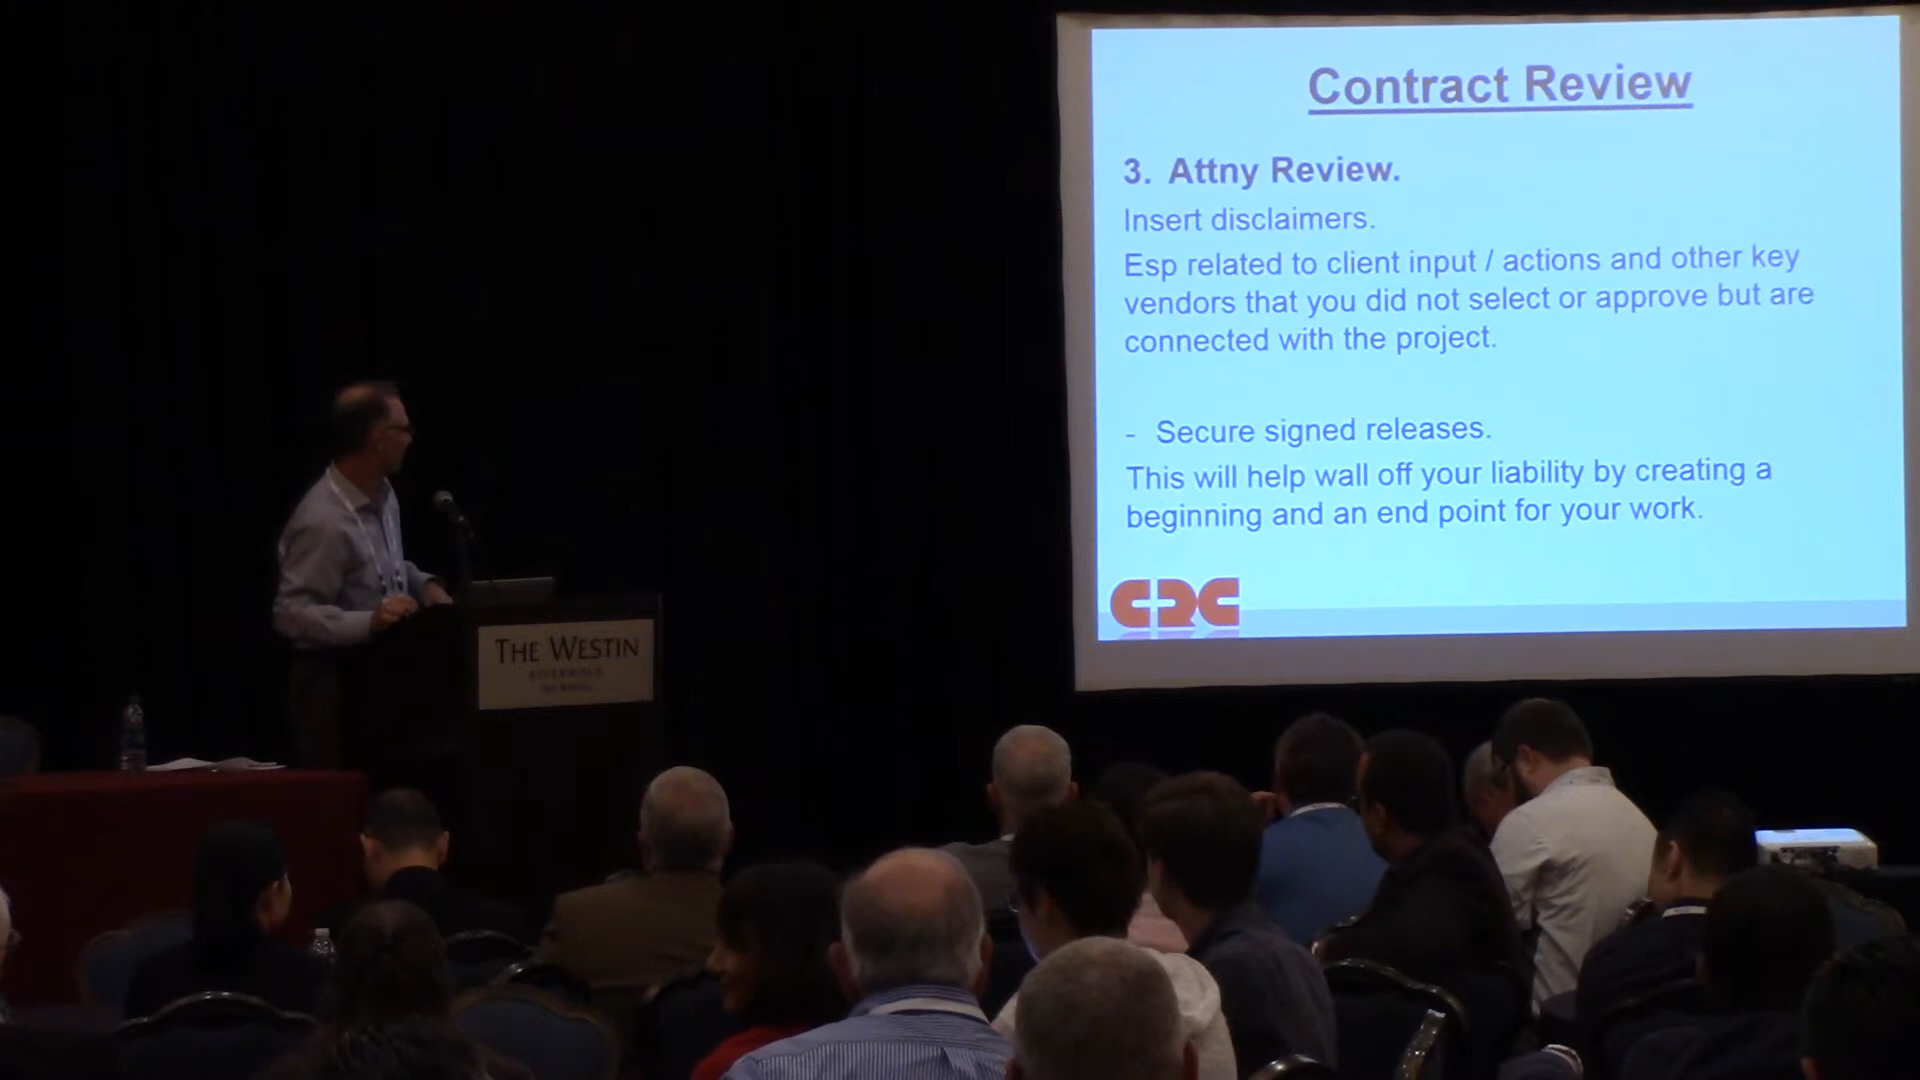 Contract Review
3. Attny Review.
Insert disclaimers.
Esp related to client input / actions and other key
vendors that you did not select or approve but are
connected with the project.
- Secure signed releases.
This will help wall off your liability by creating a
beginning and an end point for your work.
CRC
THE WESTIN